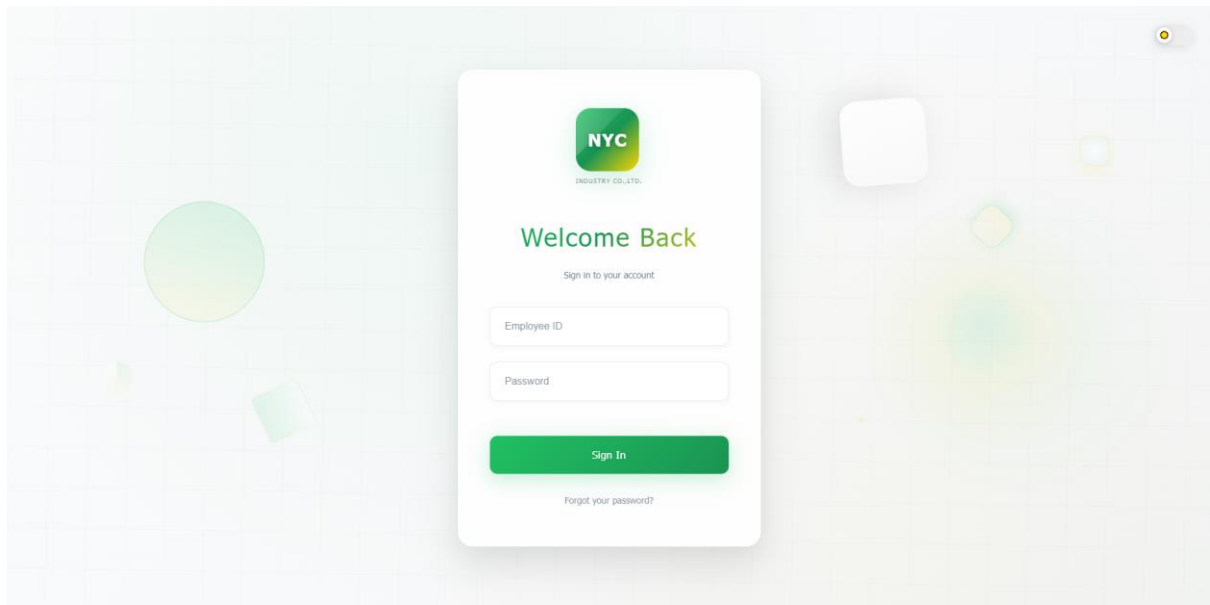 NYC
INDUSTRY CO.,LTD.
Welcome Back
Sign in to your account
Employee ID
Password
Sign In
Forgot your password?